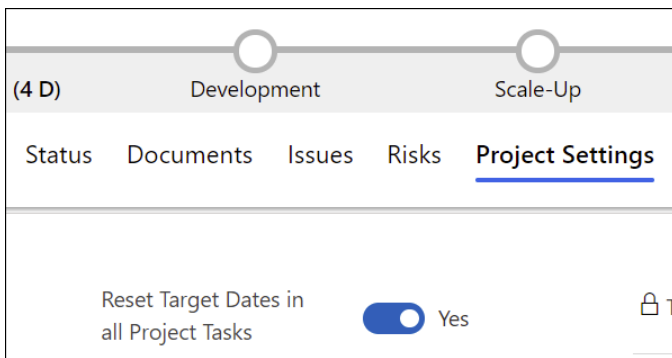 (4 D) Development Scale-Up
Status Documents Issues Risks Project Settings
Reset Target Dates in
all Project Tasks
Yes